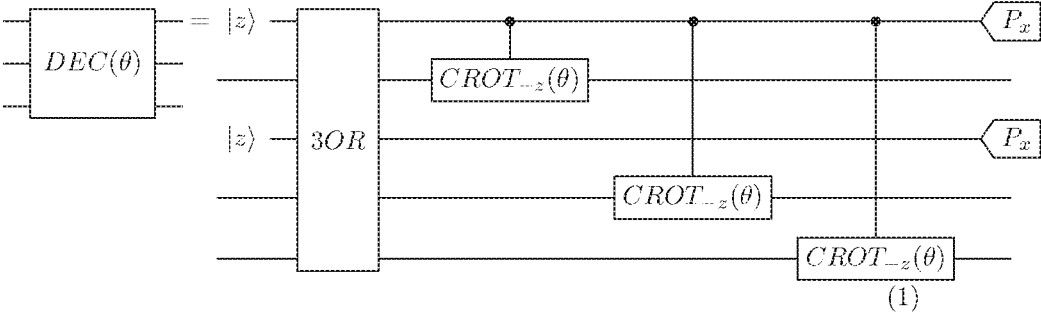 DEC(θ) = |z⟩ P_x
CROT_{-z}(θ)
|z⟩ 3OR P_x
CROT_{-z}(θ)
CROT_{-z}(θ)
(1)